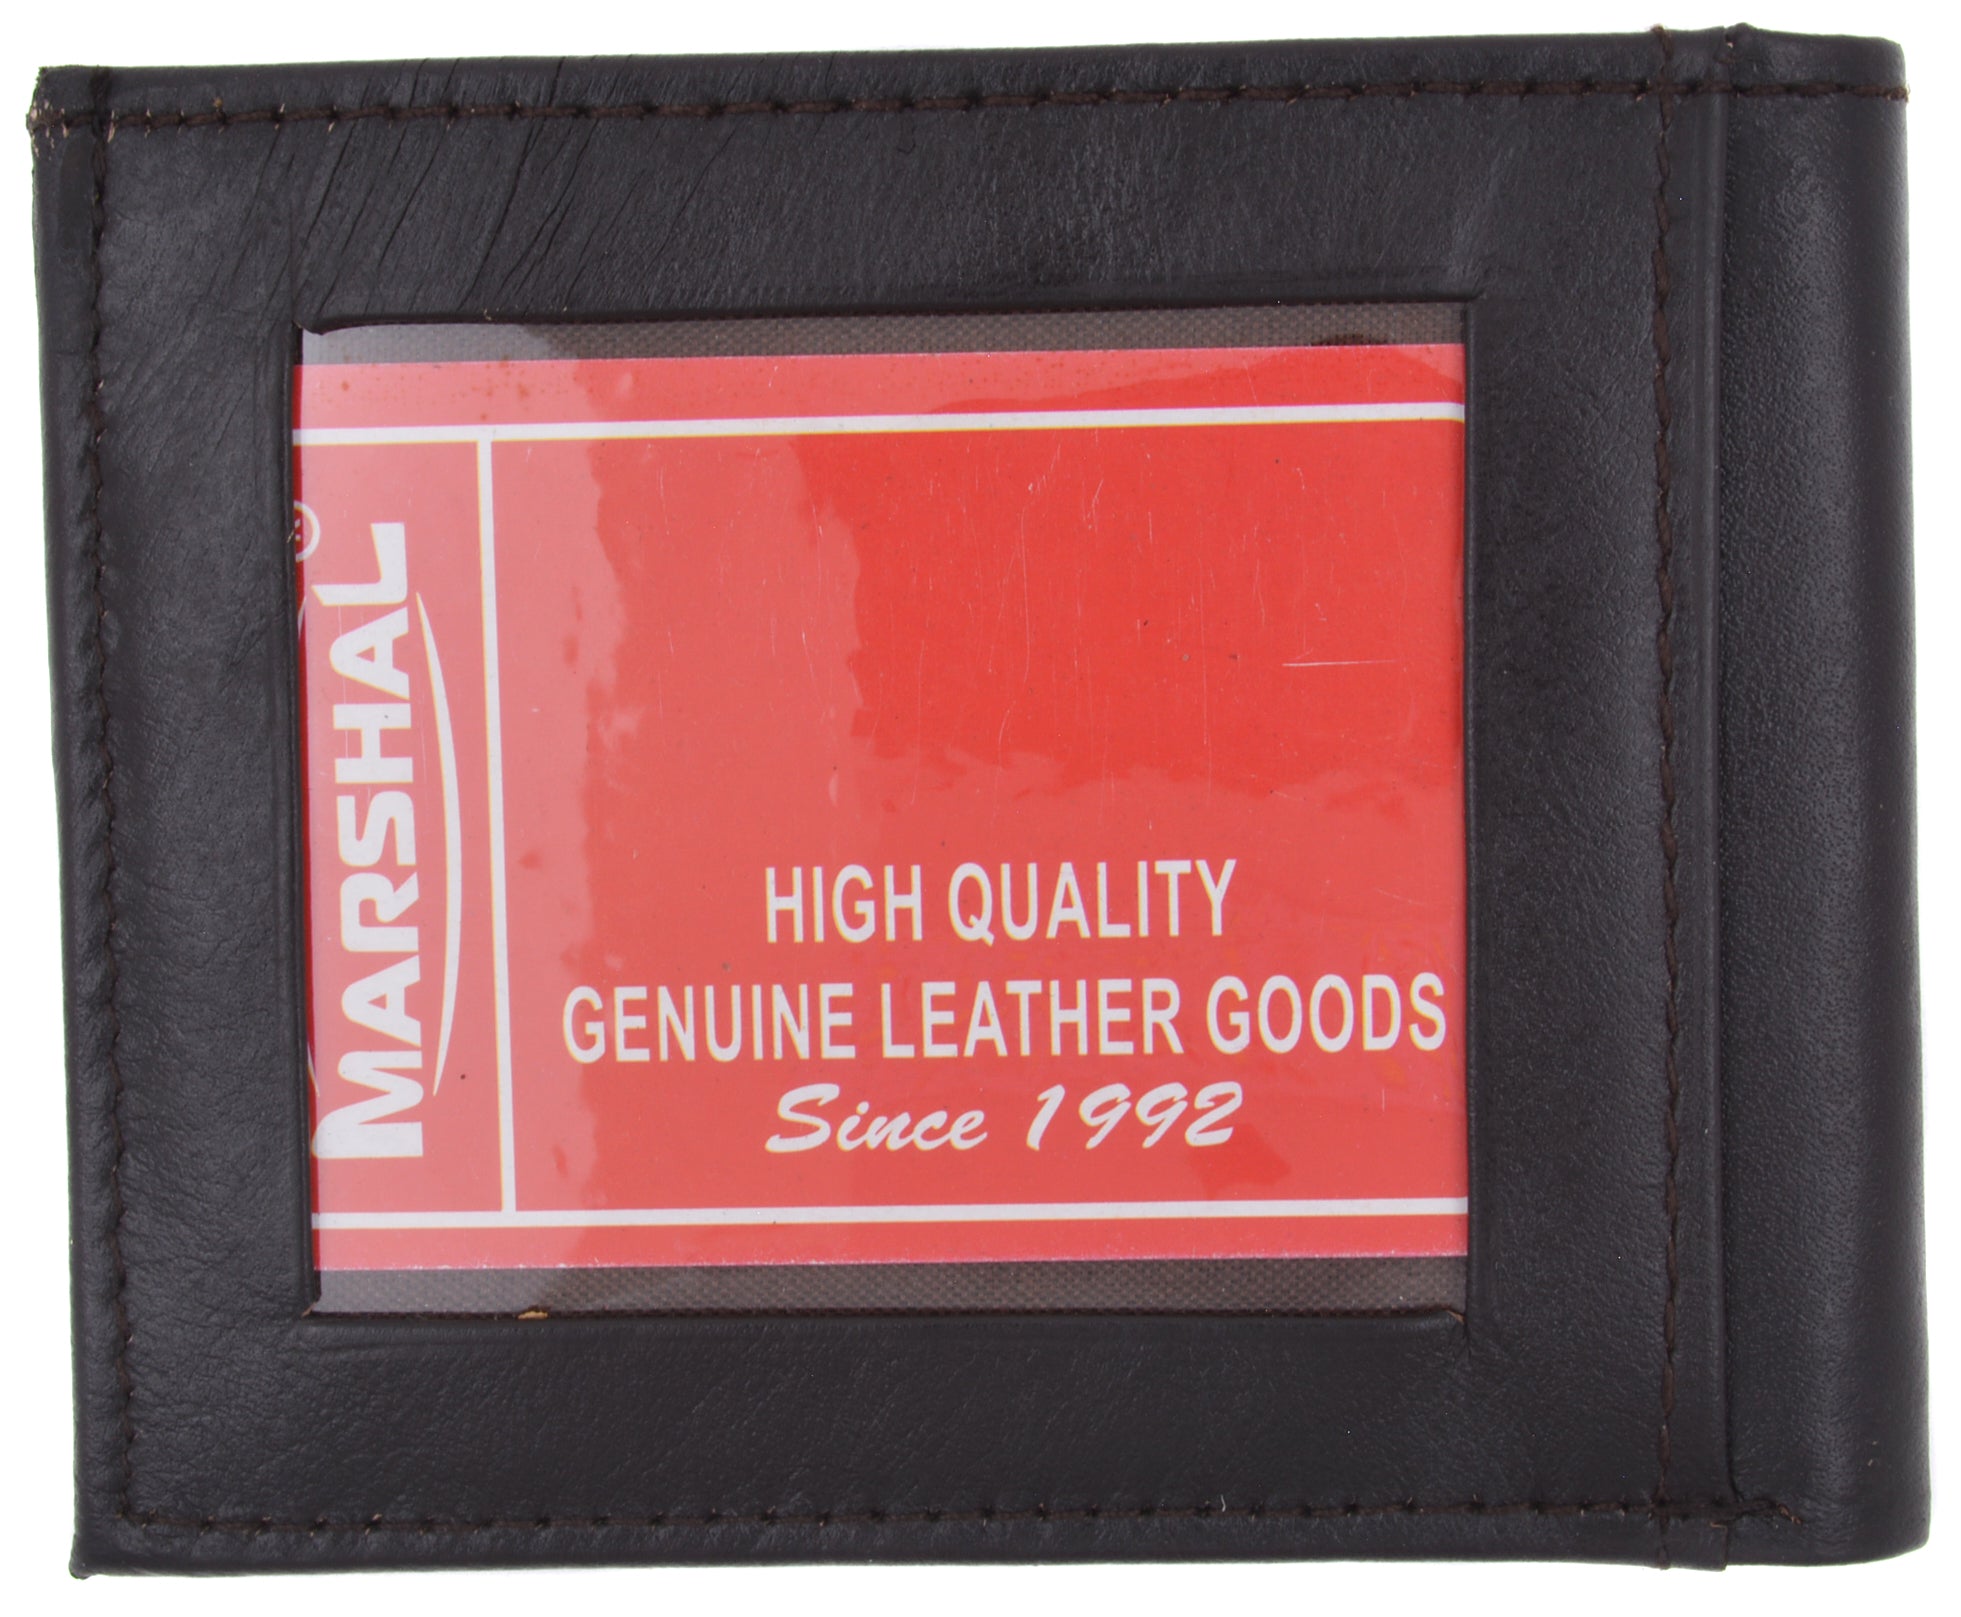 MARSHAL®
HIGH QUALITY
GENUINE LEATHER GOODS
Since 1992